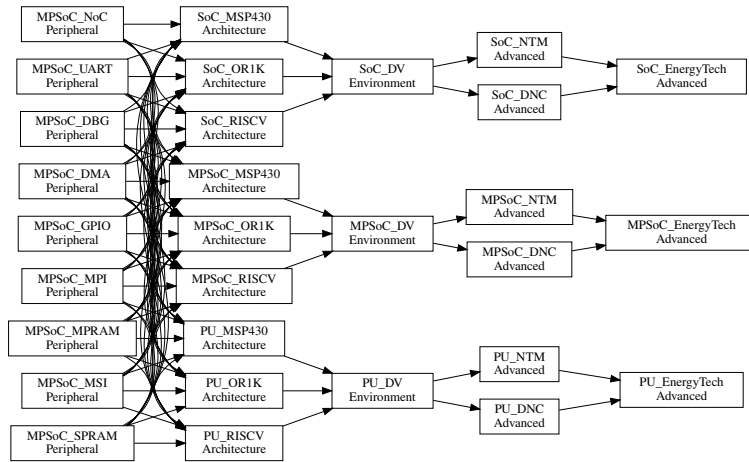 MPSoC_NoC
Peripheral
MPSoC_UART
Peripheral
MPSoC_DBG
Peripheral
MPSoC_DMA
Peripheral
MPSoC_GPIO
Peripheral
MPSoC_MPI
Peripheral
MPSoC_MPRAM
Peripheral
MPSoC_MSI
Peripheral
MPSoC_SPRAM
Peripheral
SoC_MSP430
Architecture
SoC_OR1K
Architecture
SoC_RISCV
Architecture
MPSoC_MSP430
Architecture
MPSoC_OR1K
Architecture
MPSoC_RISCV
Architecture
PU_MSP430
Architecture
PU_OR1K
Architecture
PU_RISCV
Architecture
SoC_DV
Environment
MPSoC_DV
Environment
PU_DV
Environment
SoC_NTM
Advanced
SoC_DNC
Advanced
MPSoC_NTM
Advanced
MPSoC_DNC
Advanced
PU_NTM
Advanced
PU_DNC
Advanced
SoC_EnergyTech
Advanced
MPSoC_EnergyTech
Advanced
PU_EnergyTech
Advanced